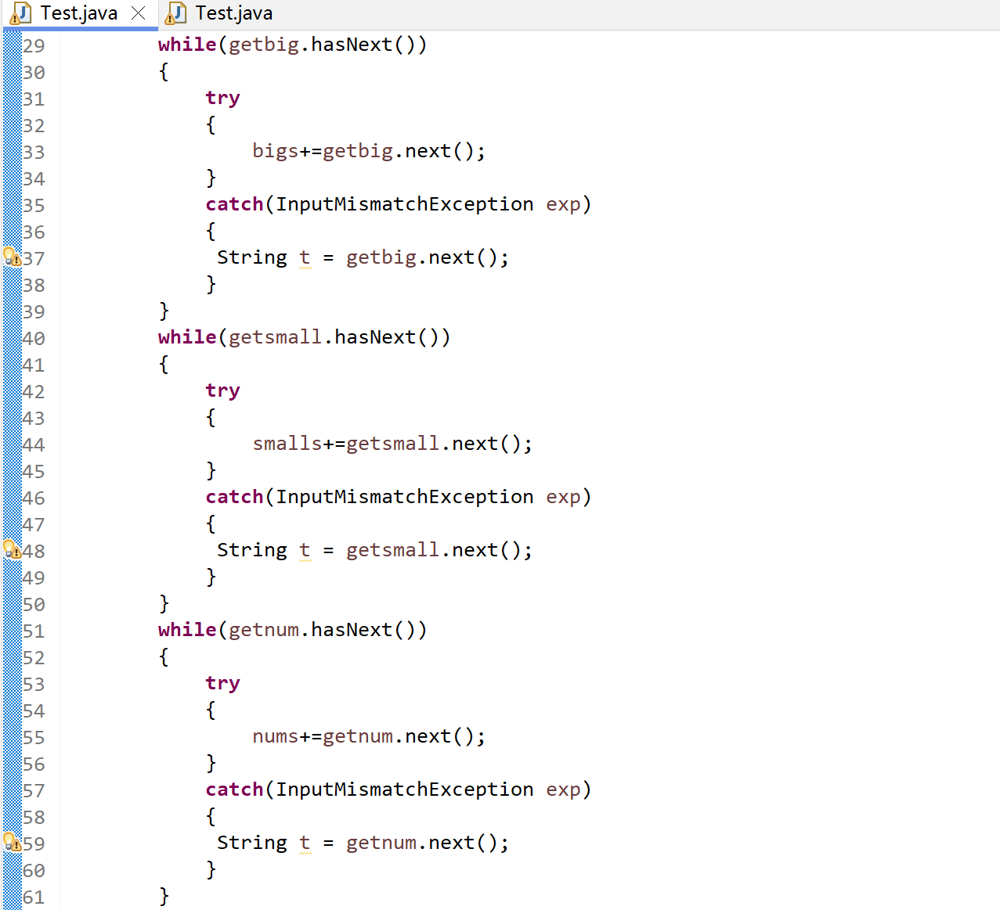 Test.java Test.java
29 while(getbig.hasNext())
30 {
31 try
32 {
33 bigs+=getbig.next();
34 }
35 catch(InputMismatchException exp)
36 {
37 String t = getbig.next();
38 }
39 }
40 while(getsmall.hasNext())
41 {
42 try
43 {
44 smalls+=getsmall.next();
45 }
46 catch(InputMismatchException exp)
47 {
48 String t = getsmall.next();
49 }
50 }
51 while(getnum.hasNext())
52 {
53 try
54 {
55 nums+=getnum.next();
56 }
57 catch(InputMismatchException exp)
58 {
59 String t = getnum.next();
60 }
61 }